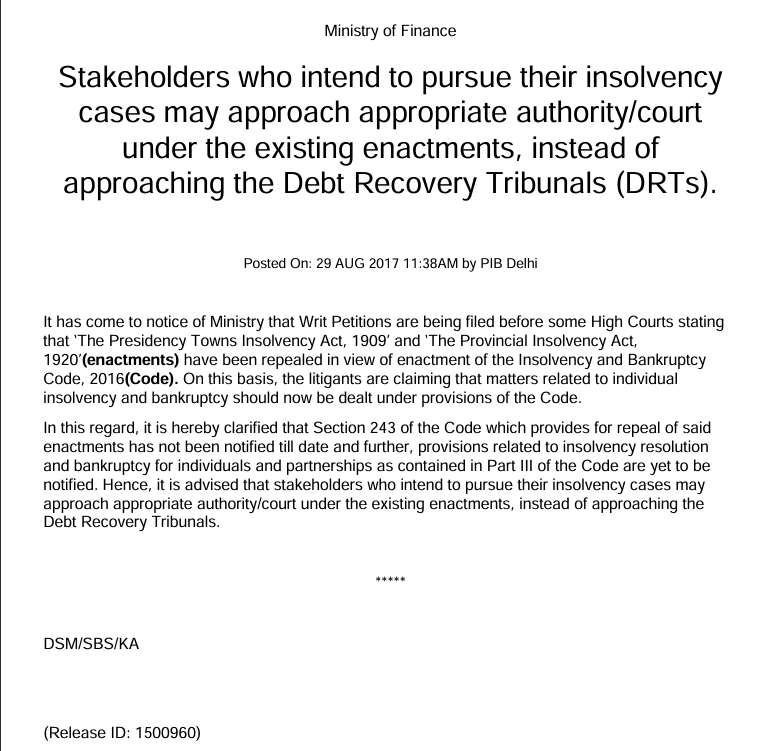 Ministry of Finance
Stakeholders who intend to pursue their insolvency
cases may approach appropriate authority/court
under the existing enactments, instead of
approaching the Debt Recovery Tribunals (DRTs).
Posted On: 29 AUG 2017 11:38AM by PIB Delhi
It has come to notice of Ministry that Writ Petitions are being filed before some High Courts stating
that ‘The Presidency Towns Insolvency Act, 1909’ and ‘The Provincial Insolvency Act,
1920’(enactments) have been repealed in view of enactment of the Insolvency and Bankruptcy
Code, 2016(Code). On this basis, the litigants are claiming that matters related to individual
insolvency and bankruptcy should now be dealt under provisions of the Code.
In this regard, it is hereby clarified that Section 243 of the Code which provides for repeal of said
enactments has not been notified till date and further, provisions related to insolvency resolution
and bankruptcy for individuals and partnerships as contained in Part III of the Code are yet to be
notified. Hence, it is advised that stakeholders who intend to pursue their insolvency cases may
approach appropriate authority/court under the existing enactments, instead of approaching the
Debt Recovery Tribunals.
*****
DSM/SBS/KA
(Release ID: 1500960)